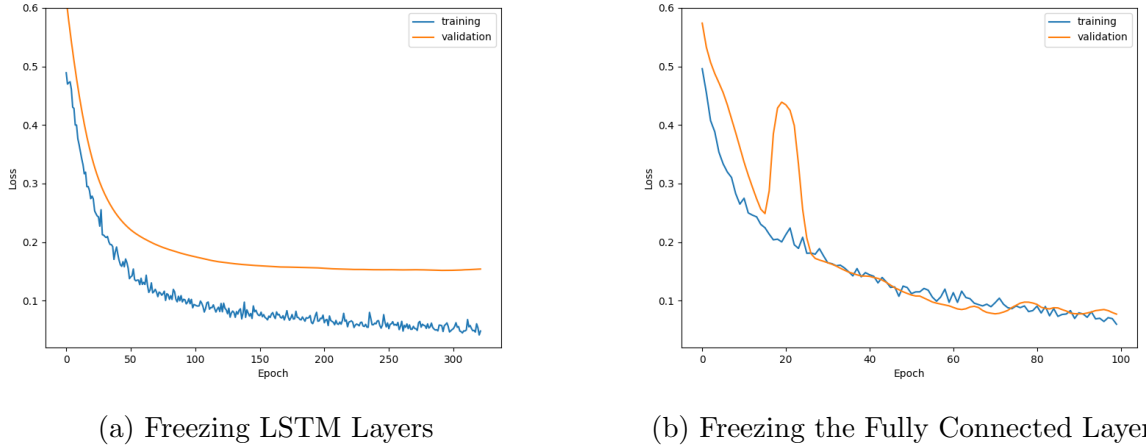 0.6
0.5
0.4
0.3
0.2
0.1
Loss
0 50 100 150 200 250 300
Epoch
training
validation
(a) Freezing LSTM Layers
0.6
0.5
0.4
0.3
0.2
0.1
Loss
0 20 40 60 80 100
Epoch
training
validation
(b) Freezing the Fully Connected Layer